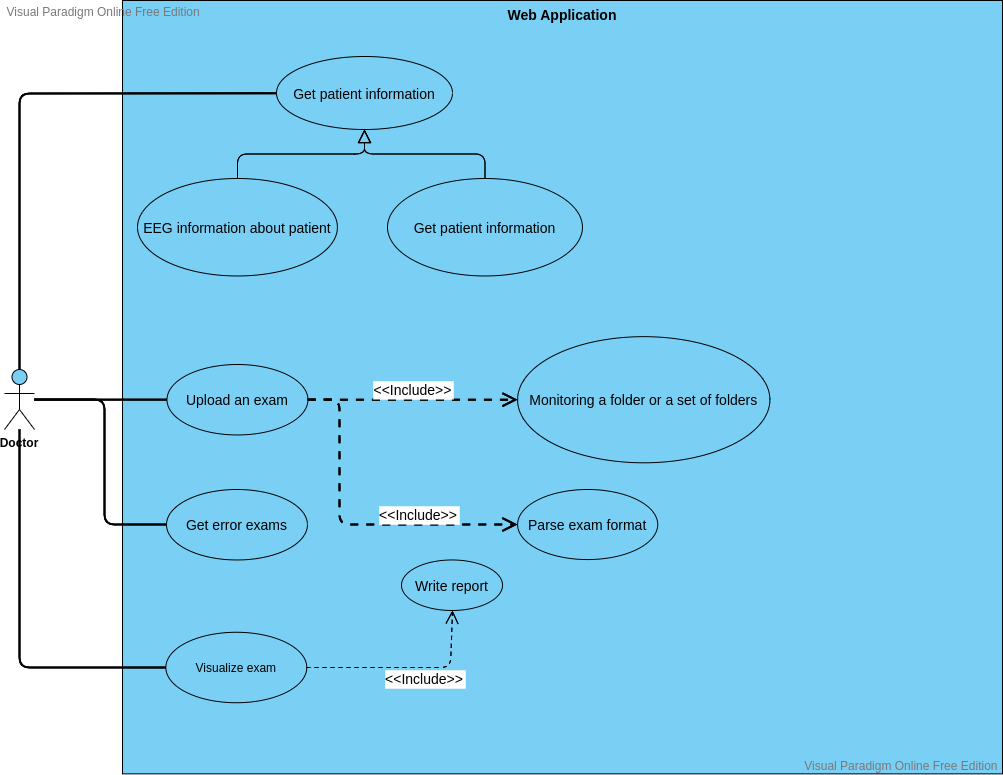 Visual Paradigm Online Free Edition
Web Application
Get patient information
EEG information about patient
Get patient information
Upload an exam
<<Include>>
Monitoring a folder or a set of folders
Doctor
Get error exams
<<Include>>
Parse exam format
Write report
Visualize exam
<<Include>>
Visual Paradigm Online Free Edition